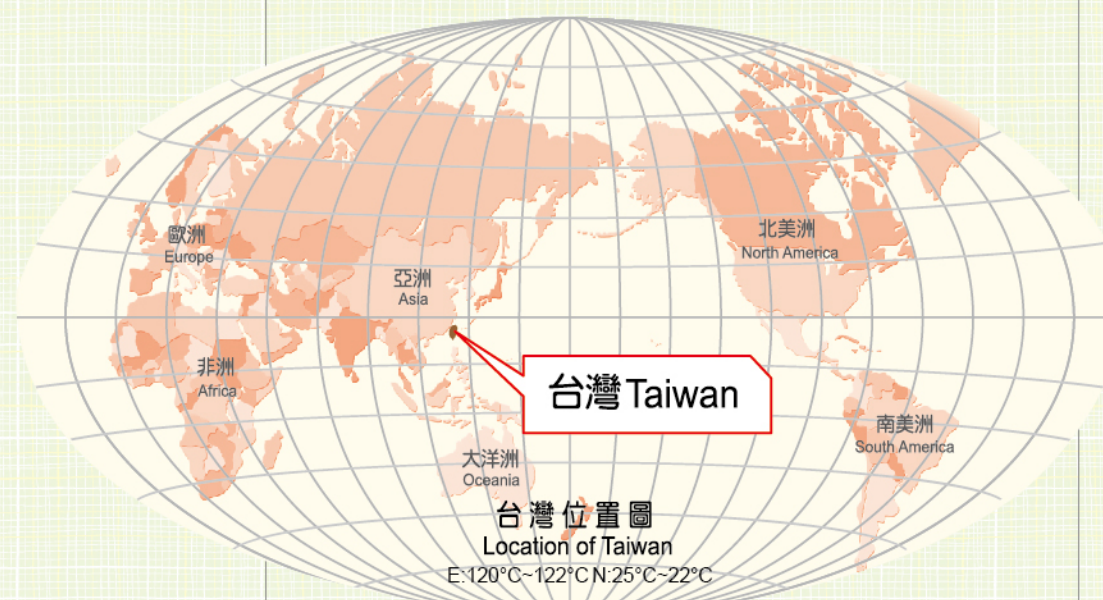 歐洲
Europe
亞洲
Asia
北美洲
North America
非洲
Africa
台灣 Taiwan
大洋洲
Oceania
南美洲
South America
台灣位置圖
Location of Taiwan
E:120°C~122°C N:25°C~22°C